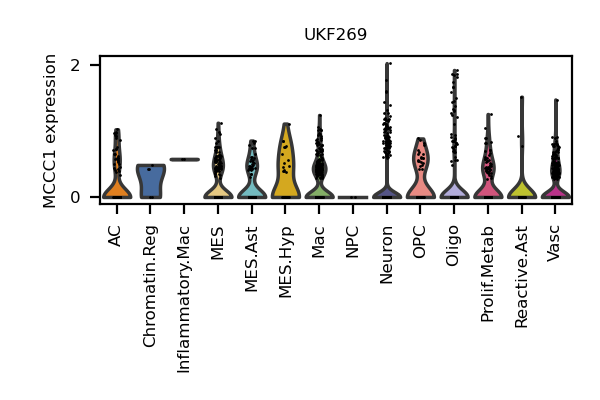 UKF269
MCCC1 expression
2
0
AC
Chromatin.Reg
Inflammatory.Mac
MES
MES.Ast
MES.Hyp
Mac
NPC
Neuron
OPC
Oligo
Prolif.Metab
Reactive.Ast
Vasc